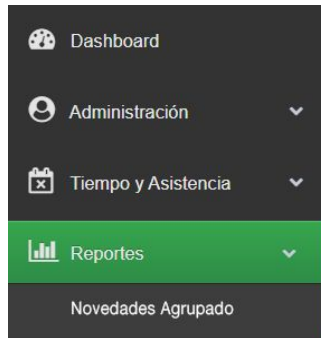 Dashboard
Administración
Tiempo y Asistencia
Reportes
Novedades Agrupado